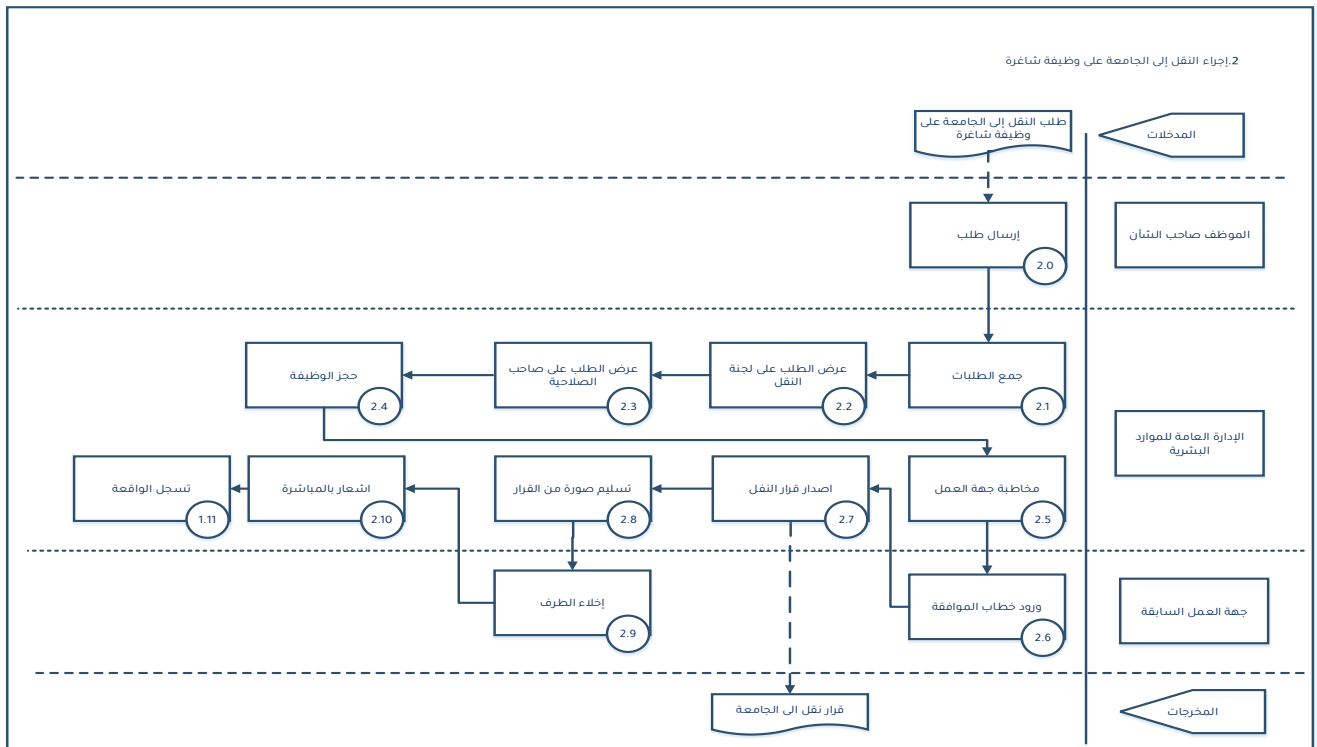 2.إجراء النقل إلى الجامعة على وظيفة شاغرة
المدخلات
طلب النقل إلى الجامعة على
وظيفة شاغرة
الموظف صاحب الشأن
إرسال طلب
2.0
الإدارة العامة للموارد
البشرية
جمع الطلبات
2.1
عرض الطلب على لجنة
النقل
2.2
عرض الطلب على صاحب
الصلاحية
2.3
حجز الوظيفة
2.4
مخاطبة جهة العمل
2.5
اصدار قرار النفل
2.7
تسليم صورة من القرار
2.8
اشعار بالمباشرة
2.10
تسجل الواقعة
1.11
جهة العمل السابقة
ورود خطاب الموافقة
2.6
إخلاء الطرف
2.9
المخرجات
قرار نقل الى الجامعة